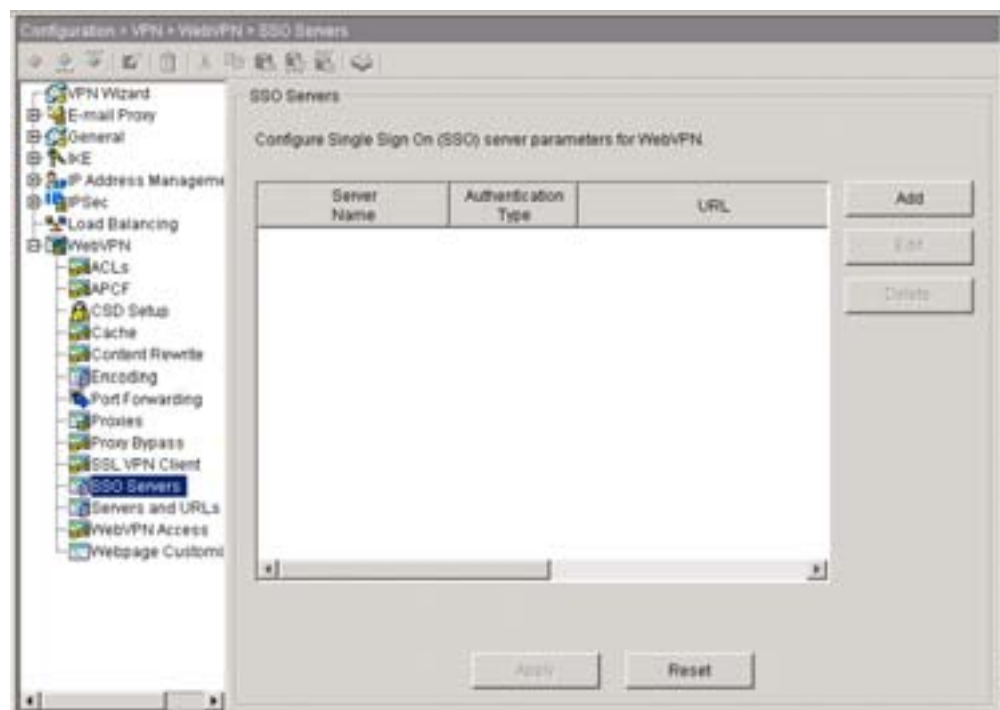 Configuration > VPN > WebVPN > SSO Servers
VPN Wizard
E-mail Proxy
General
IKE
IP Address Manageme
IPSec
Load Balancing
WebVPN
ACLs
APCF
CSD Setup
Cache
Content Rewrite
Encoding
Port Forwarding
Proxies
Proxy Bypass
SSL VPN Client
SSO Servers
Servers and URLs
WebVPN Access
Webpage Customi
SSO Servers
Configure Single Sign On (SSO) server parameters for WebVPN.
Server Name
Authentication Type
URL
Add
Edit
Delete
Apply
Reset